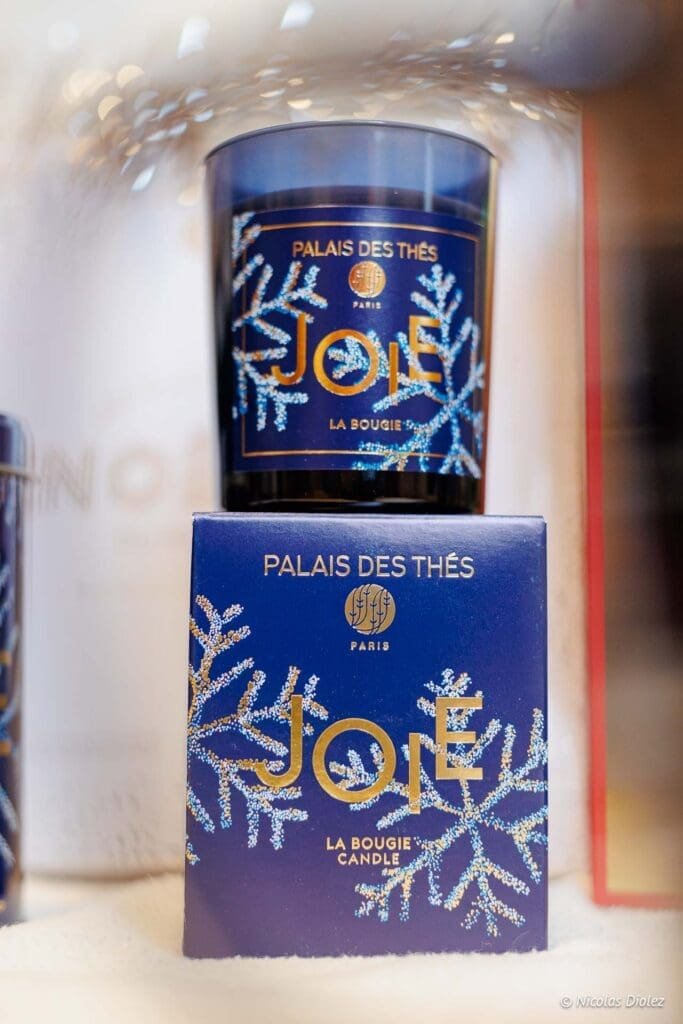 PALAIS DES THÉS
PARIS
JOIE
LA BOUGIE
PALAIS DES THÉS
PARIS
JOIE
LA BOUGIE
CANDLE
© Nicolas Diolez